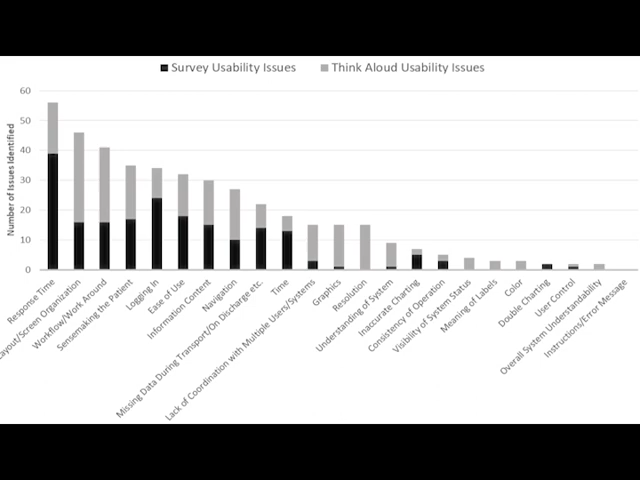 Survey Usability Issues
Think Aloud Usability Issues
Number of Issues Identified
60
50
40
30
20
10
0
Response Time
Layout/Screen Organization
Workflow/Work Around
Sensemaking the Patient
Logging In
Ease of Use
Information Content
Navigation
Missing Data During Transport/On Discharge etc.
Time
Lack of Coordination with Multiple Users/Systems
Graphics
Resolution
Understanding of System
Inaccurate Charting
Consistency of Operation
Visibility of System Status
Meaning of Labels
Color
Double Charting
User Control
Overall System Understandability
Instructions/Error Message